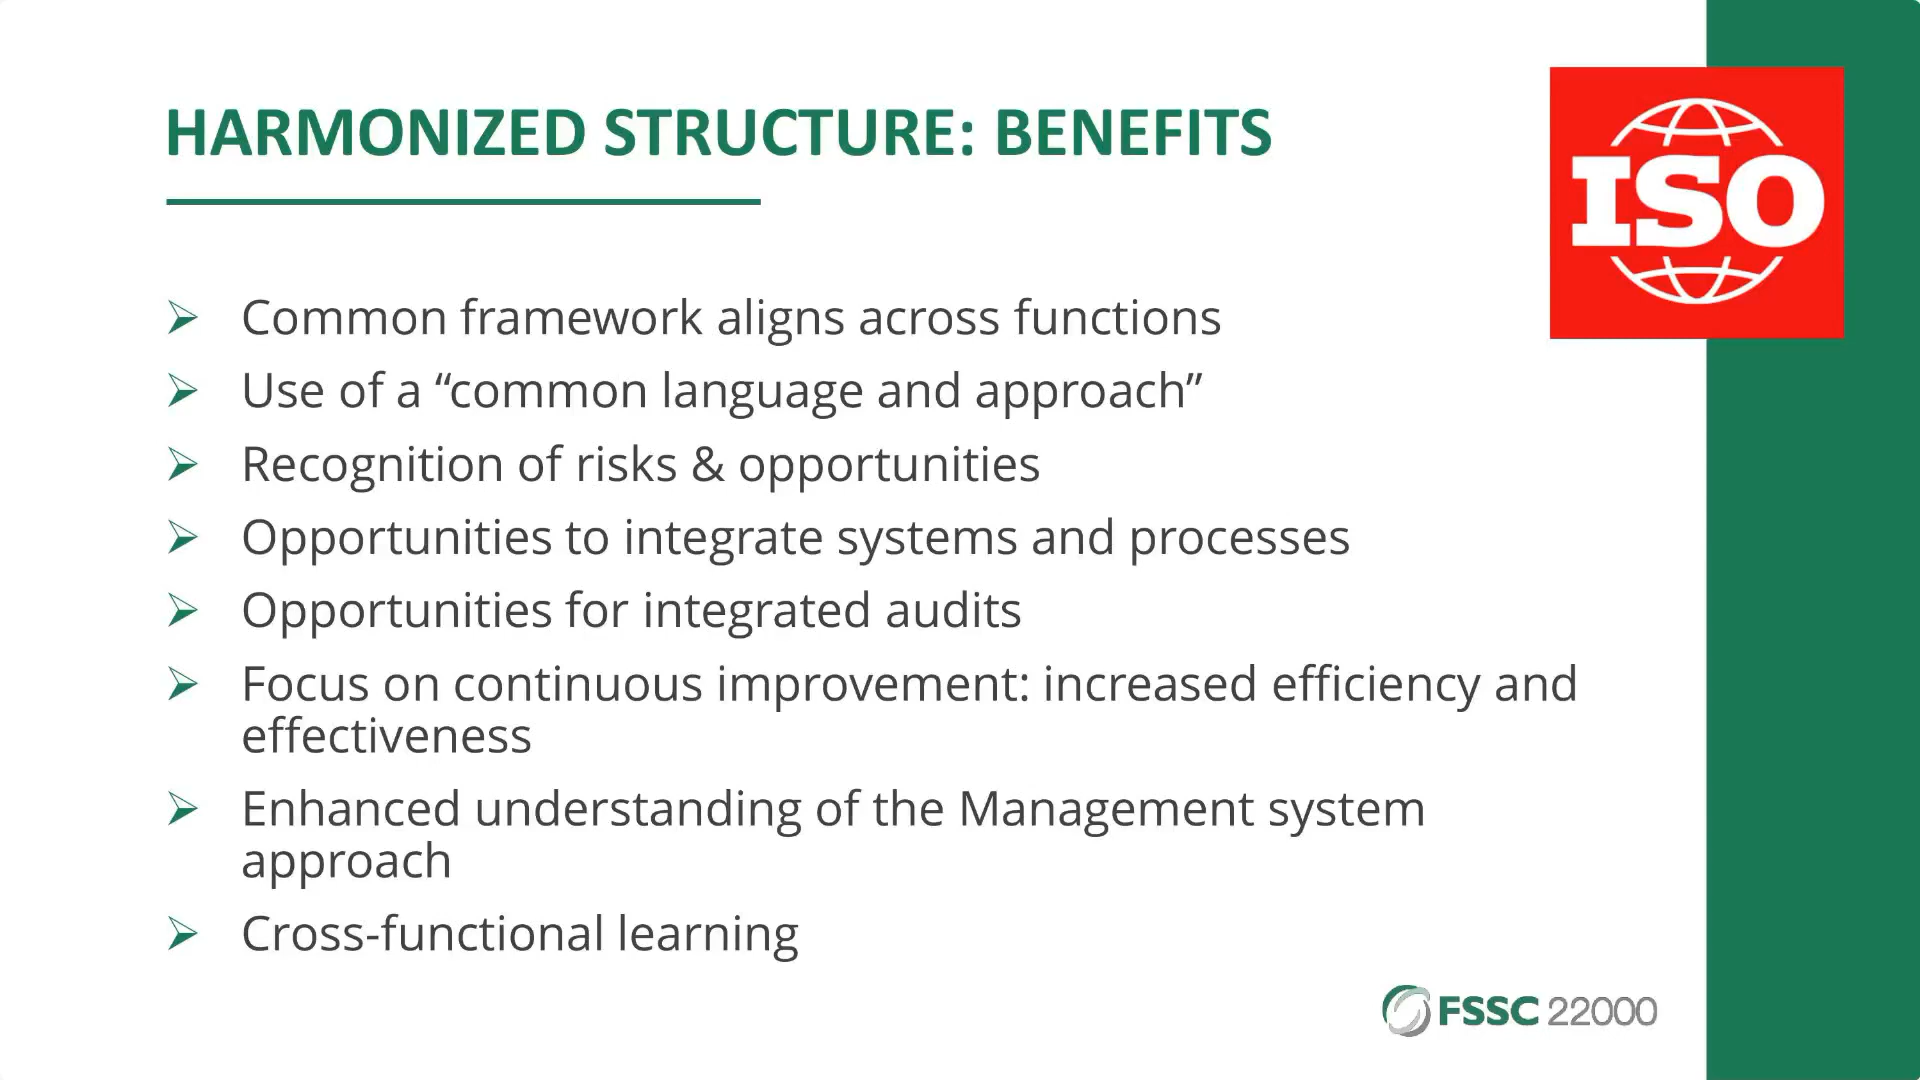 HARMONIZED STRUCTURE: BENEFITS
ISO
Common framework aligns across functions
Use of a “common language and approach”
Recognition of risks & opportunities
Opportunities to integrate systems and processes
Opportunities for integrated audits
Focus on continuous improvement: increased efficiency and
effectiveness
Enhanced understanding of the Management system
approach
Cross-functional learning
FSSC 22000